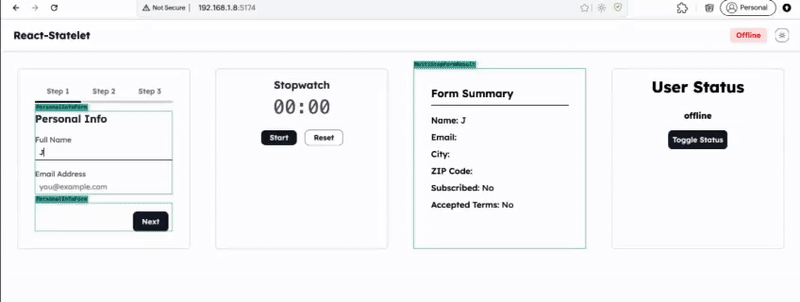 Not Secure 192.168.1.8:5174
Personal
React-Statelet
Offline
Step 1 Step 2 Step 3
PersonalInfoForm
Personal Info
Full Name
J
Email Address
you@example.com
PersonalInfoForm
Next
Stopwatch
00:00
Start Reset
MultiStepFormResult
Form Summary
Name: J
Email:
City:
ZIP Code:
Subscribed: No
Accepted Terms: No
User Status
offline
Toggle Status